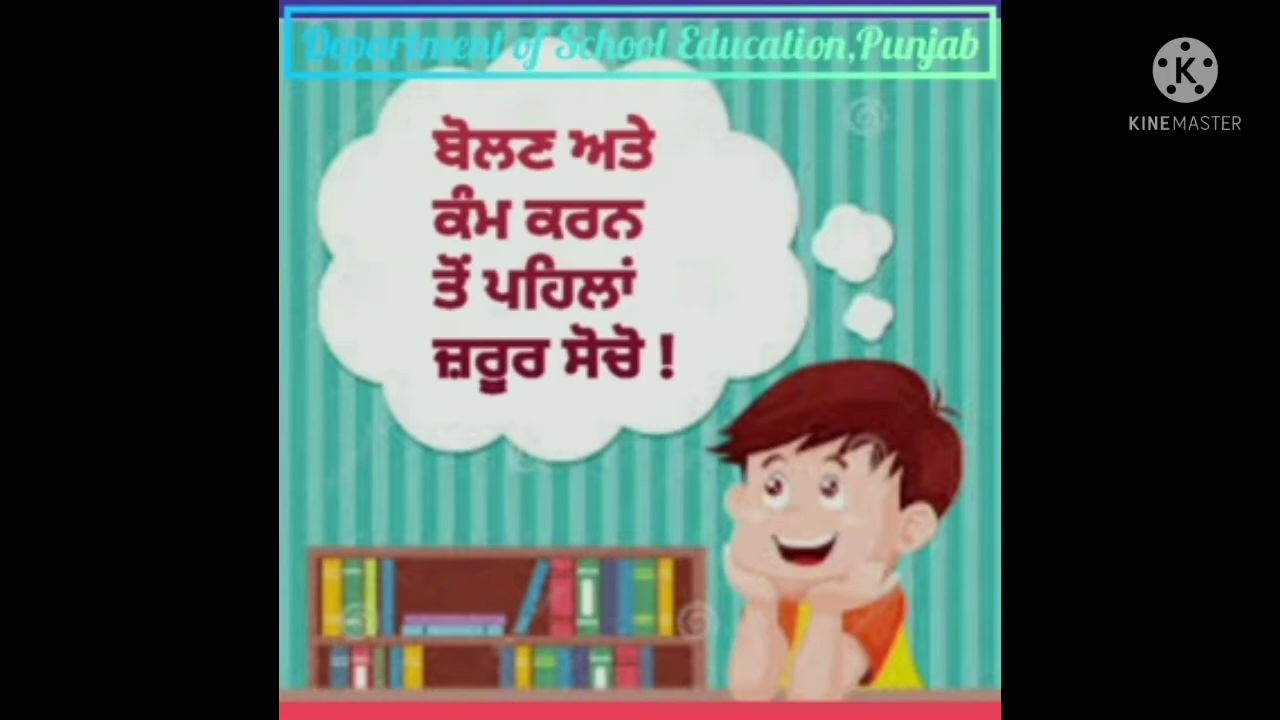 Department of School Education,Punjab
ਬੋਲਣ ਅਤੇ
ਕੰਮ ਕਰਨ
ਤੋਂ ਪਹਿਲਾਂ
ਜ਼ਰੂਰ ਸੋਚੋ !
K
KINEMASTER